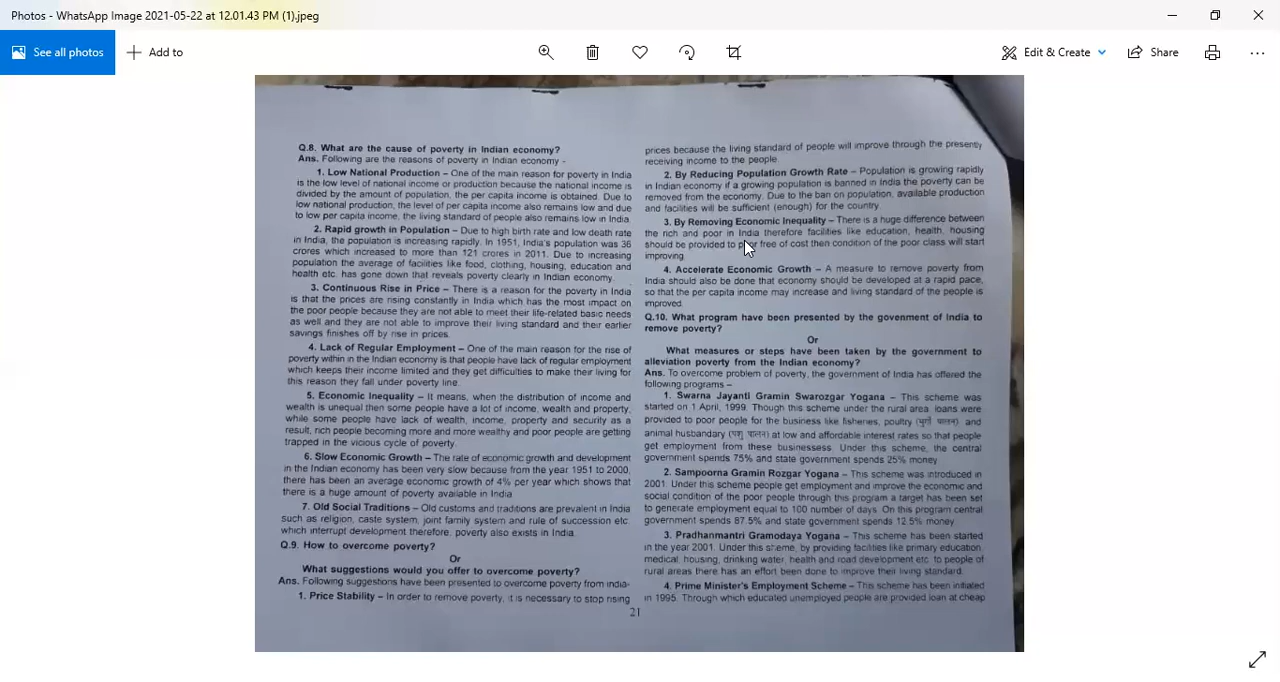 Photos - WhatsApp Image 2021-05-22 at 12.01.43 PM (1).jpeg
See all photos
Add to
Edit & Create
Share
Q.8. What are the cause of poverty in Indian economy?
Ans. Following are the reasons of poverty in Indian economy -
1. Low National Production – One of the main reason for poverty in India
is the low level of national income or production because the national income is
divided by the amount of population, the per capita income is obtained. Due to
low national production, the level of per capita income also remains low and due
to low per capita income, the living standard of people also remains low in India.
2. Rapid growth in Population – Due to high birth rate and low death rate
in India, the population is increasing rapidly. In 1951, India's population was 36
crores which increased to more than 121 crores in 2011. Due to increasing
population the average of facilities like food, clothing, housing, education and
health etc. has gone down that reveals poverty clearly in Indian economy.
3. Continuous Rise in Price – There is a reason for the poverty in India
is that the prices are rising constantly in India which has the most impact on
the poor people because they are not able to meet their life-related basic needs
as well and they are not able to improve their living standard and their earlier
savings finishes off by rise in prices.
4. Lack of Regular Employment – One of the main reason for the rise of
poverty within in the Indian economy is that people have lack of regular employment
which keeps their income limited and they get difficulties to make their living for
this reason they fall under poverty line.
5. Economic Inequality – It means, when the distribution of income and
wealth is unequal then some people have a lot of income, wealth and property,
while some people have lack of wealth, income, property and security as a
result, rich people becoming more and more wealthy and poor people are getting
trapped in the vicious cycle of poverty.
6. Slow Economic Growth – The rate of economic growth and development
in the Indian economy has been very slow because from the year 1951 to 2000,
there has been an average economic growth of 4% per year which shows that
there is a huge amount of poverty available in India
7. Old Social Traditions – Old customs and traditions are prevalent in India
such as religion, caste system, joint family system and rule of succession etc.
which interrupt development therefore, poverty also exists in India.
Q.9. How to overcome poverty?
Or
What suggestions would you offer to overcome poverty?
Ans. Following suggestions have been presented to overcome poverty from india-
1. Price Stability – In order to remove poverty, it is necessary to stop rising
prices because the living standard of people will improve through the presently
receiving income to the people.
2. By Reducing Population Growth Rate – Population is growing rapidly
in Indian economy if a growing population is banned in India the poverty can be
removed from the economy. Due to the ban on population, available production
and facilities will be sufficient (enough) for the country.
3. By Removing Economic Inequality – There is a huge difference between
the rich and poor in India therefore facilities like education, health, housing
should be provided to poor free of cost then condition of the poor class will start
improving.
4. Accelerate Economic Growth – A measure to remove poverty from
India should also be done that economy should be developed at a rapid pace,
so that the per capita income may increase and living standard of the people is
improved.
Q.10. What program have been presented by the govenment of India to
remove poverty?
Or
What measures or steps have been taken by the government to
alleviation poverty from the Indian economy?
Ans. To overcome problem of poverty, the government of India has offered the
following programs –
1. Swarna Jayanti Gramin Swarozgar Yogana – This scheme was
started on 1 April, 1999. Though this scheme under the rural area loans were
provided to poor people for the business like fisheries, poultry (मुर्गी पालन) and
animal husbandary (पशु पालन) at low and affordable interest rates so that people
get employment from these businessess. Under this scheme, the central
government spends 75% and state government spends 25% money.
2. Sampoorna Gramin Rozgar Yogana – This scheme was introduced in
2001. Under this scheme people get employment and improve the economic and
social condition of the poor people through this program a target has been set
to generate employment equal to 100 number of days. On this program central
government spends 87.5% and state government spends 12.5% money.
3. Pradhanmantri Gramodaya Yogana – This scheme has been started
in the year 2001. Under this sheme, by providing facilities like primary education,
medical, housing, drinking water, health and road development etc. to people of
rural areas there has an effort been done to improve their living standard.
4. Prime Minister's Employment Scheme – This scheme has been initiated
in 1995. Through which educated unemployed people are provided loan at cheap
21